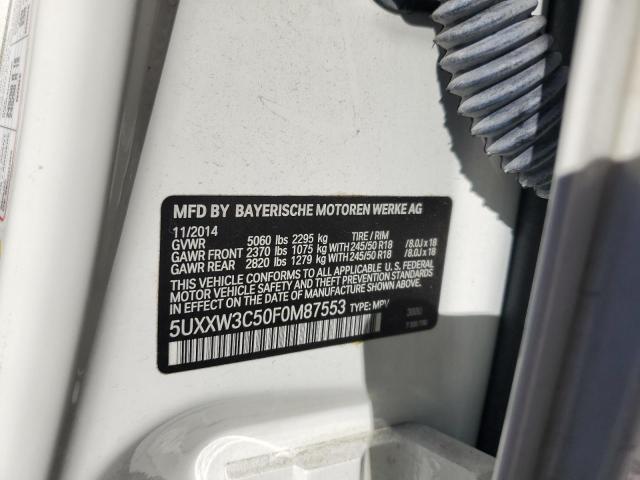 MFD BY BAYERISCHE MOTOREN WERKE AG
11/2014
GVWR 5060 lbs 2295 kg TIRE / RIM
GAWR FRONT 2370 lbs 1075 kg WITH 245/50 R18 /8.0J x 18
GAWR REAR 2820 lbs 1279 kg WITH 245/50 R18 /8.0J x 18
THIS VEHICLE CONFORMS TO ALL APPLICABLE U.S. FEDERAL
MOTOR VEHICLE SAFETY, BUMPER, AND THEFT PREVENTION
STANDARDS IN EFFECT ON THE DATE OF MANUFACTURE SHOWN ABOVE.
5UXXW3C50F0M87553 TYPE: MPV